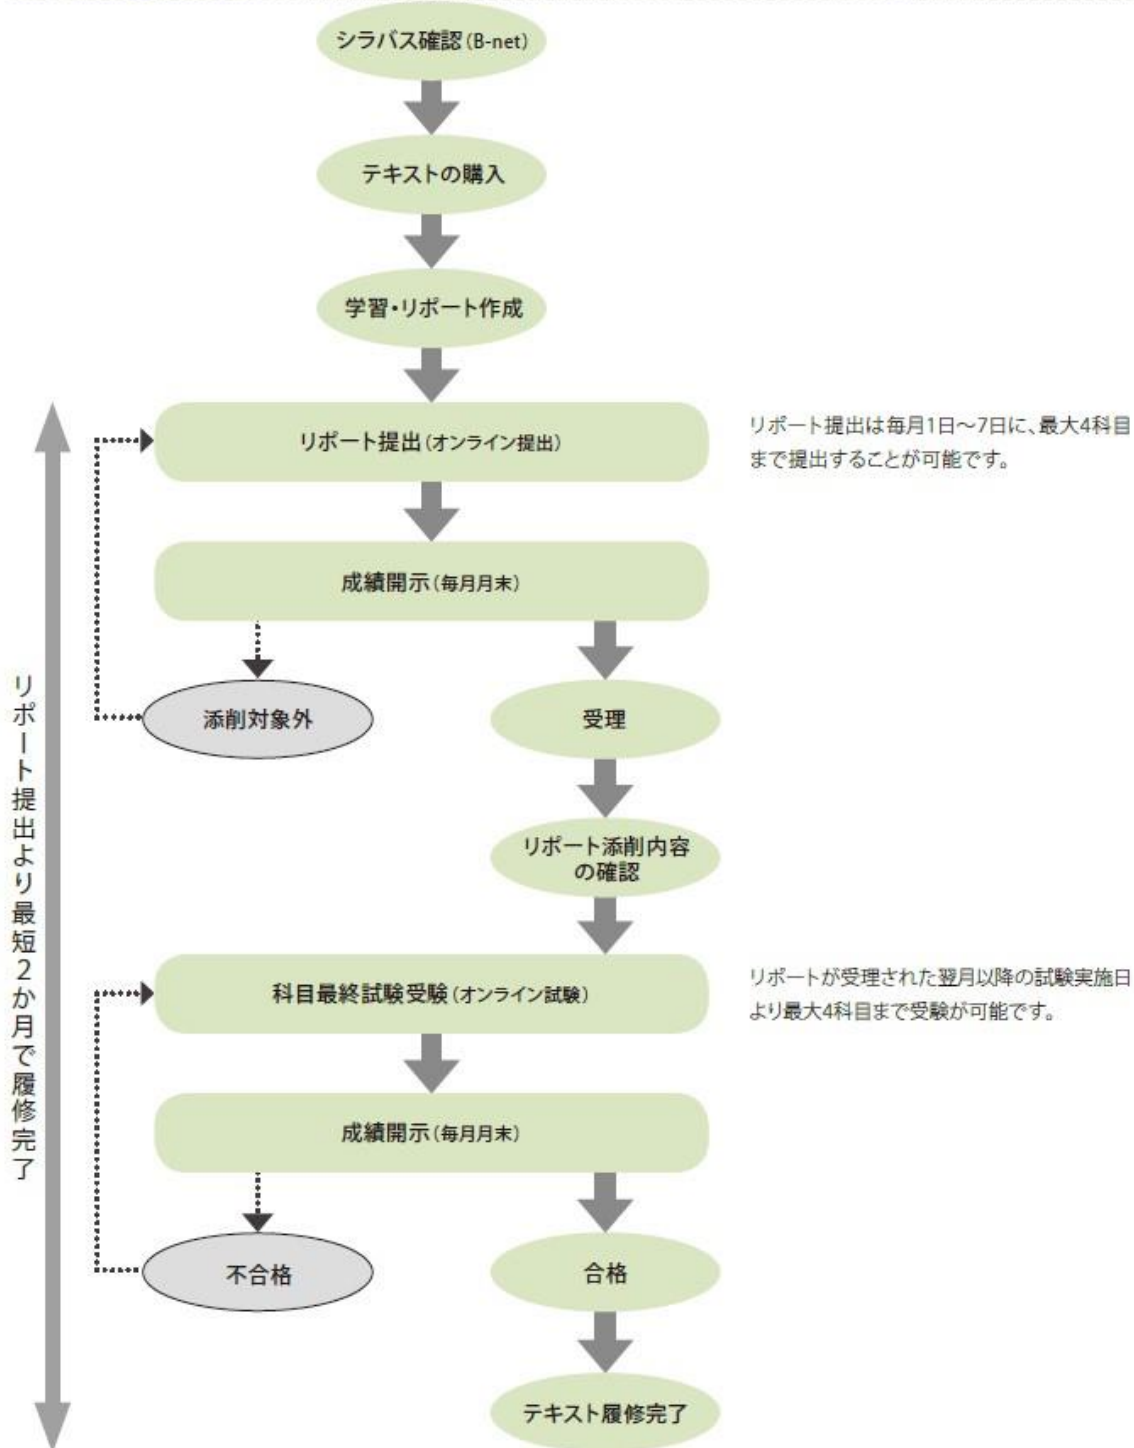 シラバス確認（B-net）
テキストの購入
学習・リポート作成
リポート提出（オンライン提出）
リポート提出は毎月1日～7日に、最大4科目
まで提出することが可能です。
成績開示（毎月月末）
添削対象外
受理
リポート添削内容
の確認
リポート提出より最短2か月で履修完了
科目最終試験受験（オンライン試験）
リポートが受理された翌月以降の試験実施日
より最大4科目まで受験が可能です。
成績開示（毎月月末）
不合格
合格
テキスト履修完了